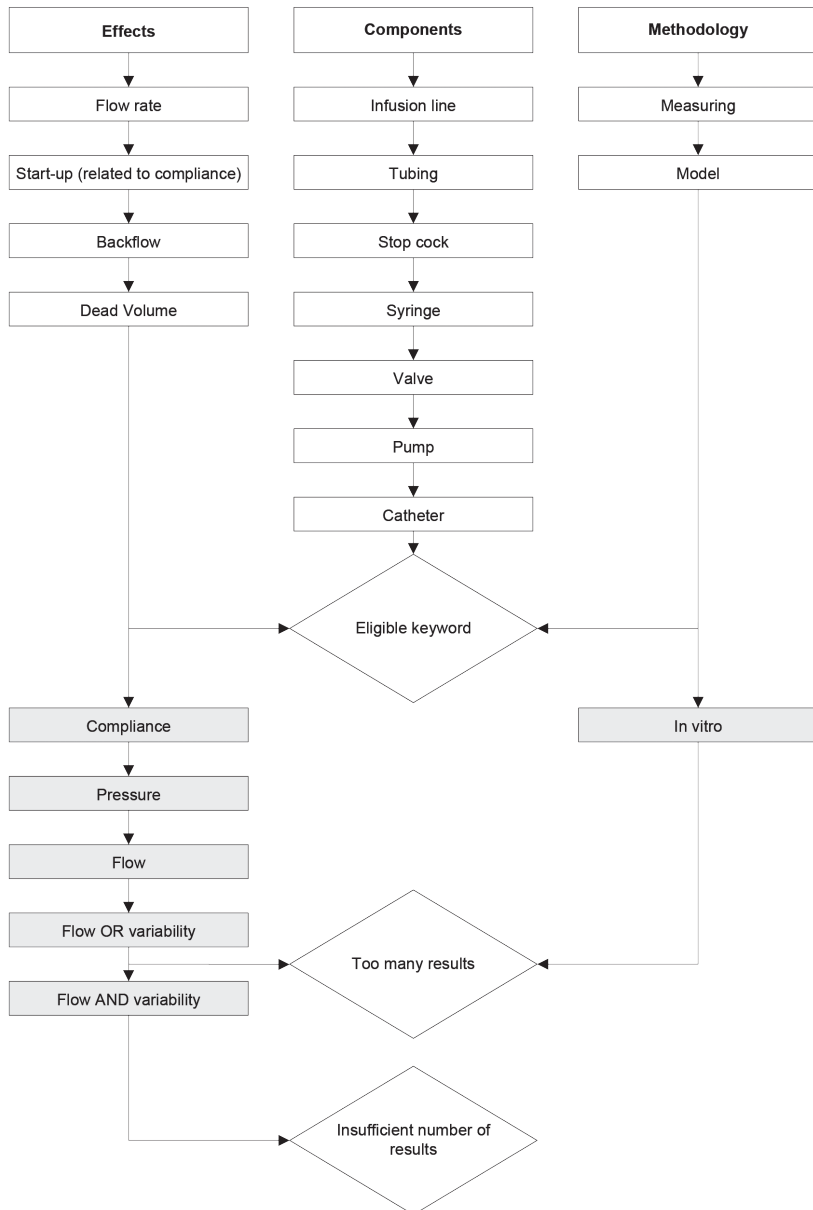 Effects
Components
Methodology
Flow rate
Infusion line
Measuring
Start-up (related to compliance)
Tubing
Model
Backflow
Stop cock
Dead Volume
Syringe
Valve
Pump
Catheter
Eligible keyword
Compliance
In vitro
Pressure
Flow
Flow OR variability
Too many results
Flow AND variability
Insufficient number of
results